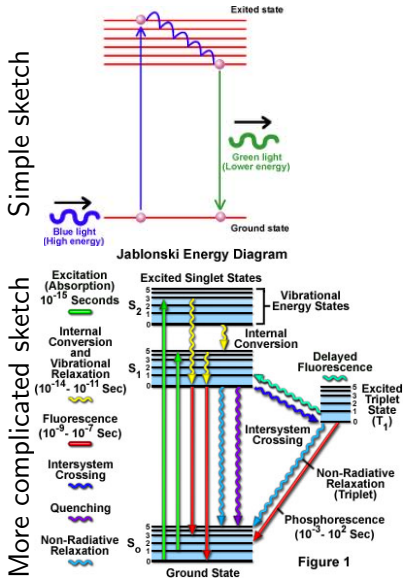 Simple sketch
Exited state
Green light
(Lower energy)
Blue light
(High energy)
Ground state
More complicated sketch
Jablonski Energy Diagram
Excitation
(Absorption)
10-15 Seconds
Internal
Conversion
and
Vibrational
Relaxation
(10-14 - 10-11 Sec)
Fluorescence
(10-9- 10-7 Sec)
Intersystem
Crossing
Quenching
Non-Radiative
Relaxation
Excited Singlet States
S2
5
4
3
2
1
0
Vibrational
Energy States
Internal
Conversion
S1
5
4
3
2
1
0
Delayed
Fluorescence
5
4
3
2
1
0
Excited
Triplet
State
(T1)
Intersystem
Crossing
Non-Radiative
Relaxation
(Triplet)
Phosphorescence
(10-3- 102 Sec)
So
5
4
3
2
1
0
Ground State
Figure 1